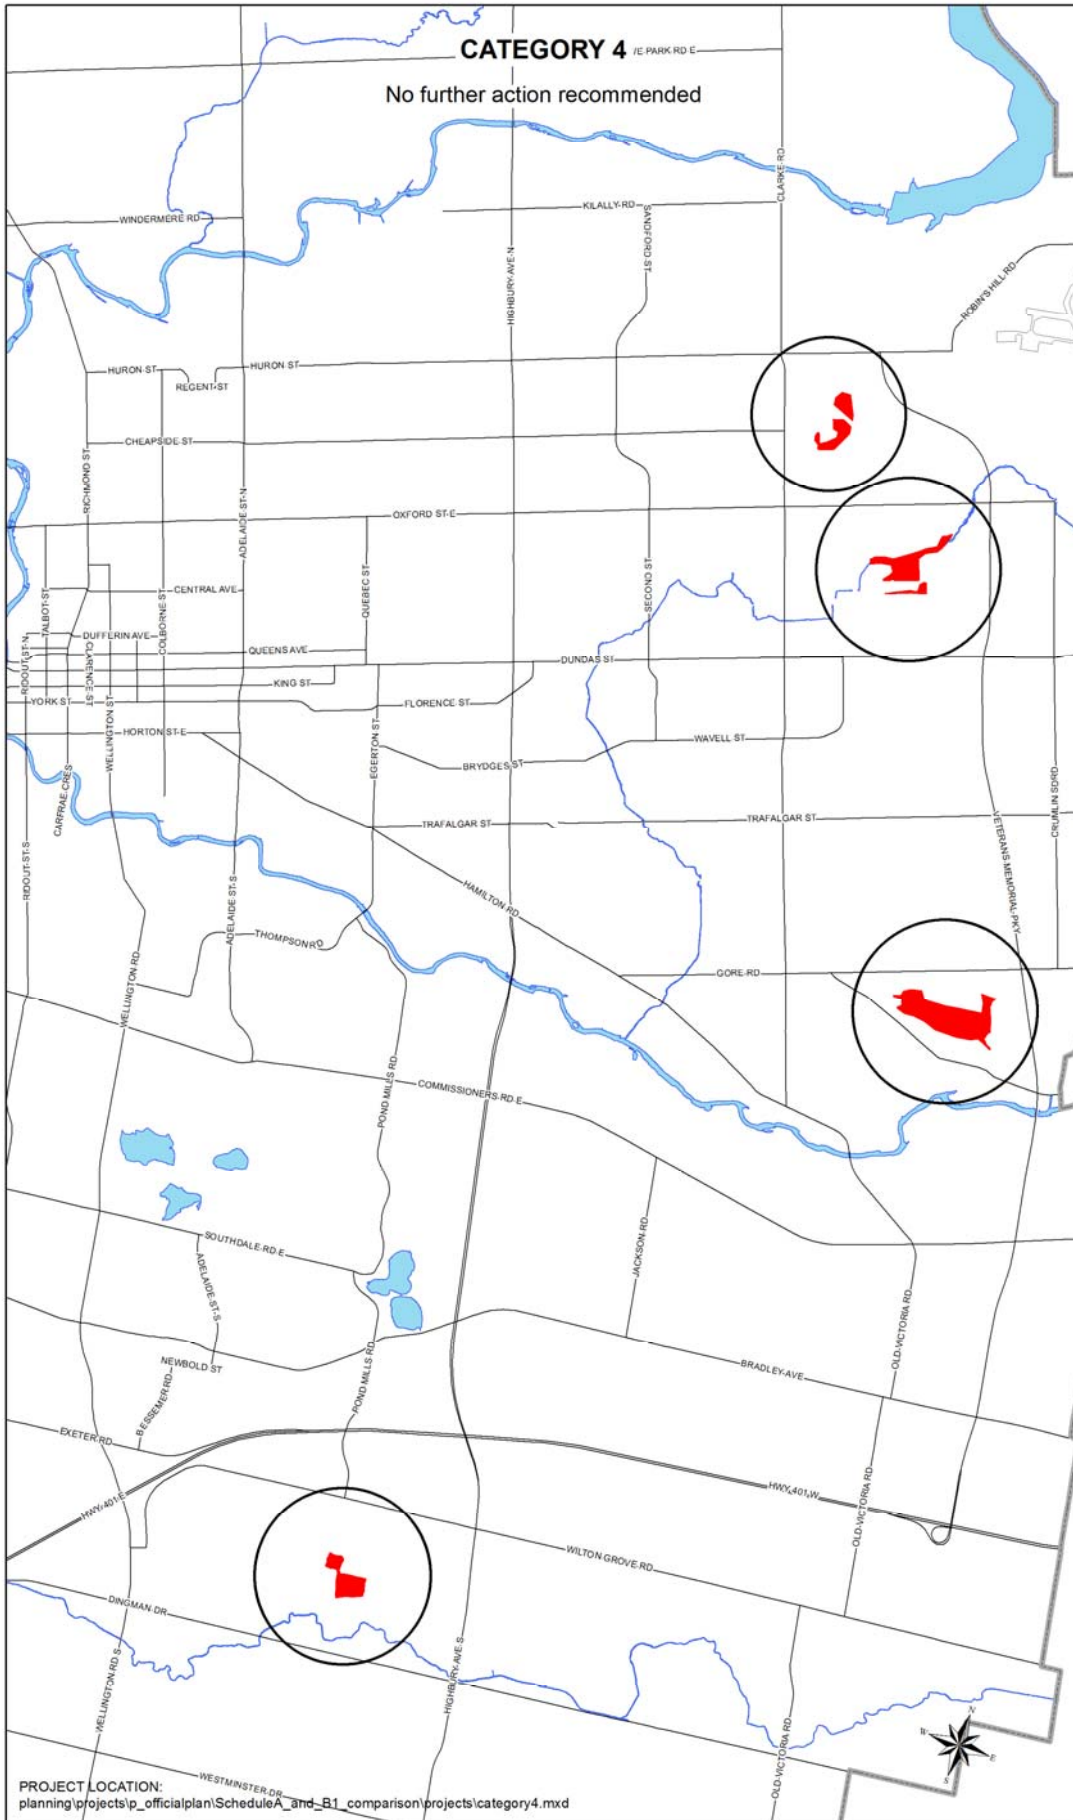 CATEGORY 4
/E PARK RD E
No further action recommended
CLARKE RD
WINDERMERE RD
KILALLY RD
SANDFORD ST
HIGHBURY AVE N
ROBIN'S HILL RD
HURON ST
HURON ST
REGENT ST
CHEAPSIDE ST
RICHMOND ST
ADELAIDE ST N
OXFORD ST E
QUEBEC ST
SECOND ST
CENTRAL AVE
TALBOT ST
COLBORNE ST
DUFFERIN AVE
QUEENS AVE
RIDOUT ST N
CLARENCE ST
DUNDAS ST
KING ST
YORK ST
FLORENCE ST
WELLINGTON ST
HORTON ST E
EGERTON ST
WAVELL ST
BRYDGES ST
CARFRAE CRES
CRUMLIN SDRD
TRAFALGAR ST
TRAFALGAR ST
VETERANS MEMORIAL PKY
RIDOUT ST S
HAMILTON RD
ADELAIDE ST S
THOMPSON RD
GORE RD
WELLINGTON RD
POND MILLS RD
COMMISSIONERS RD E
SOUTHDALE RD E
JACKSON RD
ADELAIDE ST S
OLD VICTORIA RD
NEWBOLD ST
BRADLEY AVE
POND MILLS RD
BESSEMER RD
EXETER RD
HWY 401 E
HWY 401 W
OLD VICTORIA RD
WILTON GROVE RD
DINGMAN DR
WELLINGTON RD S
HIGHBURY AVE S
OLD VICTORIA RD
N
W
E
S
WESTMINSTER DR
PROJECT LOCATION:
planning\projects\p_officialplan\ScheduleA_and_B1_comparison\projects\category4.mxd